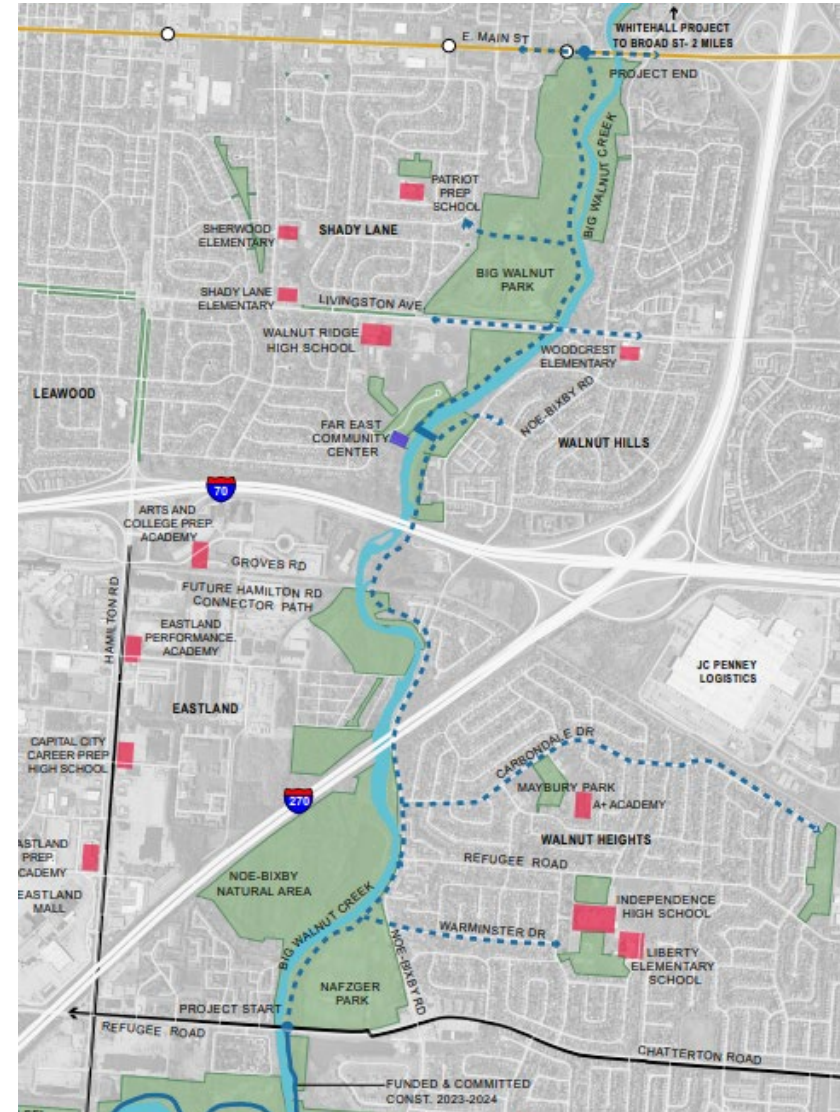 WHITEHALL PROJECT
TO BROAD ST- 2 MILES
E. MAIN ST
PROJECT END
BIG WALNUT CREEK
PATRIOT
PREP
SCHOOL
SHERWOOD
ELEMENTARY
SHADY LANE
BIG WALNUT
PARK
SHADY LANE
ELEMENTARY
LIVINGSTON AVE
WALNUT RIDGE
HIGH SCHOOL
WOODCREST
ELEMENTARY
LEAWOOD
NOE-BIXBY RD
FAR EAST
COMMUNITY
CENTER
WALNUT HILLS
70
ARTS AND
COLLEGE PREP.
ACADEMY
GROVES RD
FUTURE HAMILTON RD
CONNECTOR PATH
HAMILTON RD
EASTLAND
PERFORMANCE
ACADEMY
JC PENNEY
LOGISTICS
EASTLAND
CAPITAL CITY
CAREER PREP
HIGH SCHOOL
CARBONDALE DR
270
MAYBURY PARK
A+ ACADEMY
WALNUT HEIGHTS
ASTLAND
PREP.
CADEMY
REFUGEE ROAD
EASTLAND
MALL
NOE-BIXBY
NATURAL AREA
INDEPENDENCE
HIGH SCHOOL
BIG WALNUT CREEK
WARMINSTER DR
NOE-BIXBY RD
LIBERTY
ELEMENTARY
SCHOOL
NAFZGER
PARK
PROJECT START
REFUGEE ROAD
CHATTERTON ROAD
FUNDED & COMMITTED
CONST. 2023-2024